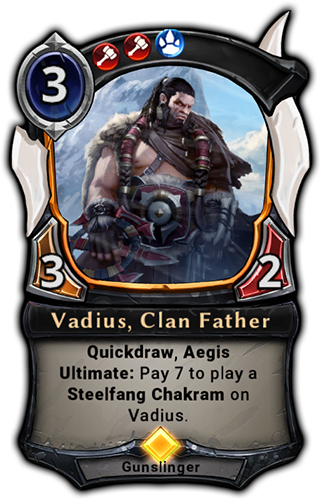 3
3
2
Vadius, Clan Father
Quickdraw, Aegis
Ultimate: Pay 7 to play a
Steelfang Chakram on
Vadius.
Gunslinger